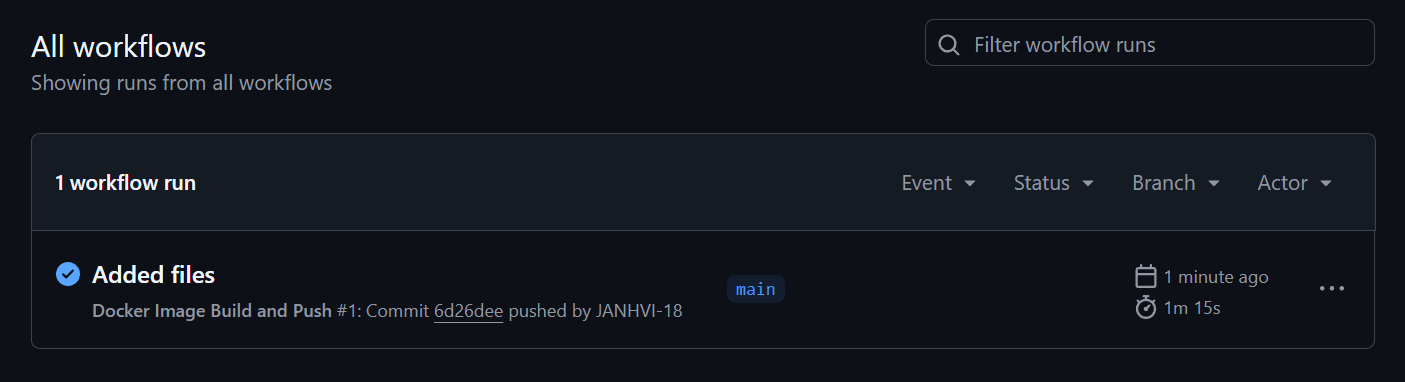 All workflows
Filter workflow runs
Showing runs from all workflows
1 workflow run
Event Status Branch Actor
Added files
main
1 minute ago
Docker Image Build and Push #1: Commit 6d26dee pushed by JANHVI-18
1m 15s